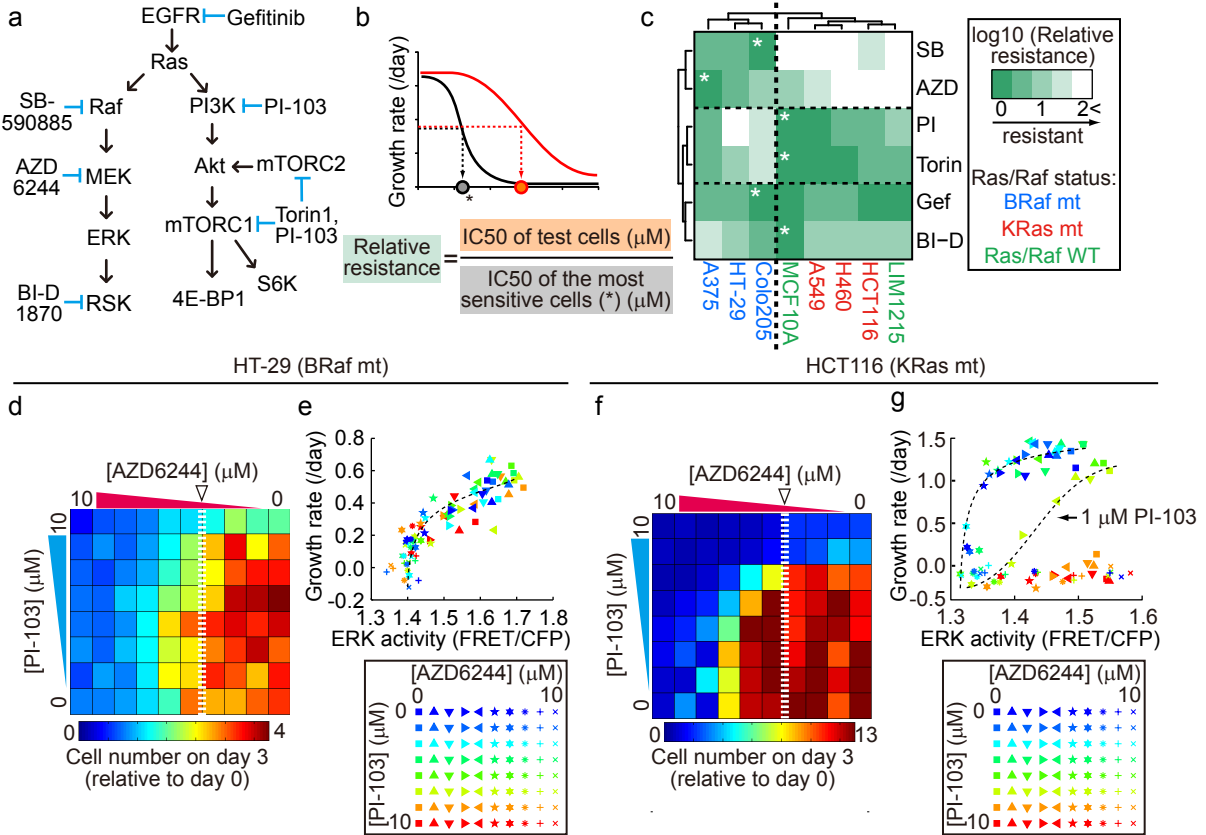 a
EGFR
Gefitinib
Ras
SB-
590885
Raf
PI3K
PI-103
AZD
6244
MEK
Akt
mTORC2
ERK
mTORC1
Torin1,
PI-103
BI-D
1870
RSK
4E-BP1
S6K
b
Growth rate (/day)
*
Relative
resistance
=
IC50 of test cells (μM)
IC50 of the most
sensitive cells (*) (μM)
c
SB
AZD
PI
Torin
Gef
BI-D
*
*
*
*
*
*
A375
HT-29
Colo205
MCF10A
A549
H460
HCT116
LIM1215
log10 (Relative
resistance)
0 1 2<
resistant
Ras/Raf status:
BRaf mt
KRas mt
Ras/Raf WT
HT-29 (BRaf mt)
d
[AZD6244] (μM)
10 0
10
[PI-103] (μM)
0
0 4
Cell number on day 3
(relative to day 0)
e
Growth rate (/day)
0.8
0.6
0.4
0.2
0.0
-0.2
1.3 1.4 1.5 1.6 1.7 1.8
ERK activity (FRET/CFP)
[AZD6244] (μM)
0 10
0
[PI-103] (μM)
10
HCT116 (KRas mt)
f
[AZD6244] (μM)
10 0
10
[PI-103] (μM)
0
0 13
Cell number on day 3
(relative to day 0)
g
Growth rate (/day)
1.5
1.0
0.5
0.0
-0.5
1 μM PI-103
1.3 1.4 1.5 1.6
ERK activity (FRET/CFP)
[AZD6244] (μM)
0 10
0
[PI-103] (μM)
10